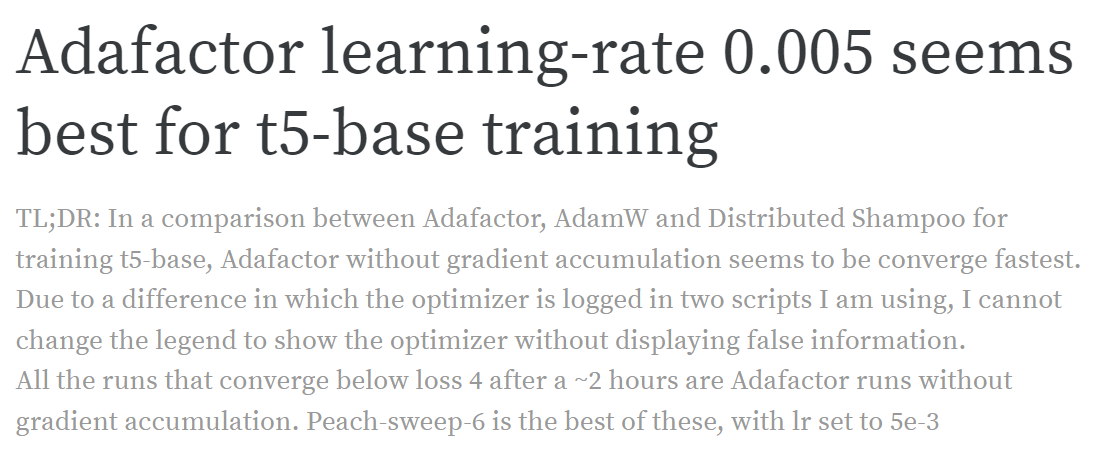 Adafactor learning-rate 0.005 seems
best for t5-base training
TL;DR: In a comparison between Adafactor, AdamW and Distributed Shampoo for
training t5-base, Adafactor without gradient accumulation seems to be converge fastest.
Due to a difference in which the optimizer is logged in two scripts I am using, I cannot
change the legend to show the optimizer without displaying false information.
All the runs that converge below loss 4 after a ~2 hours are Adafactor runs without
gradient accumulation. Peach-sweep-6 is the best of these, with lr set to 5e-3